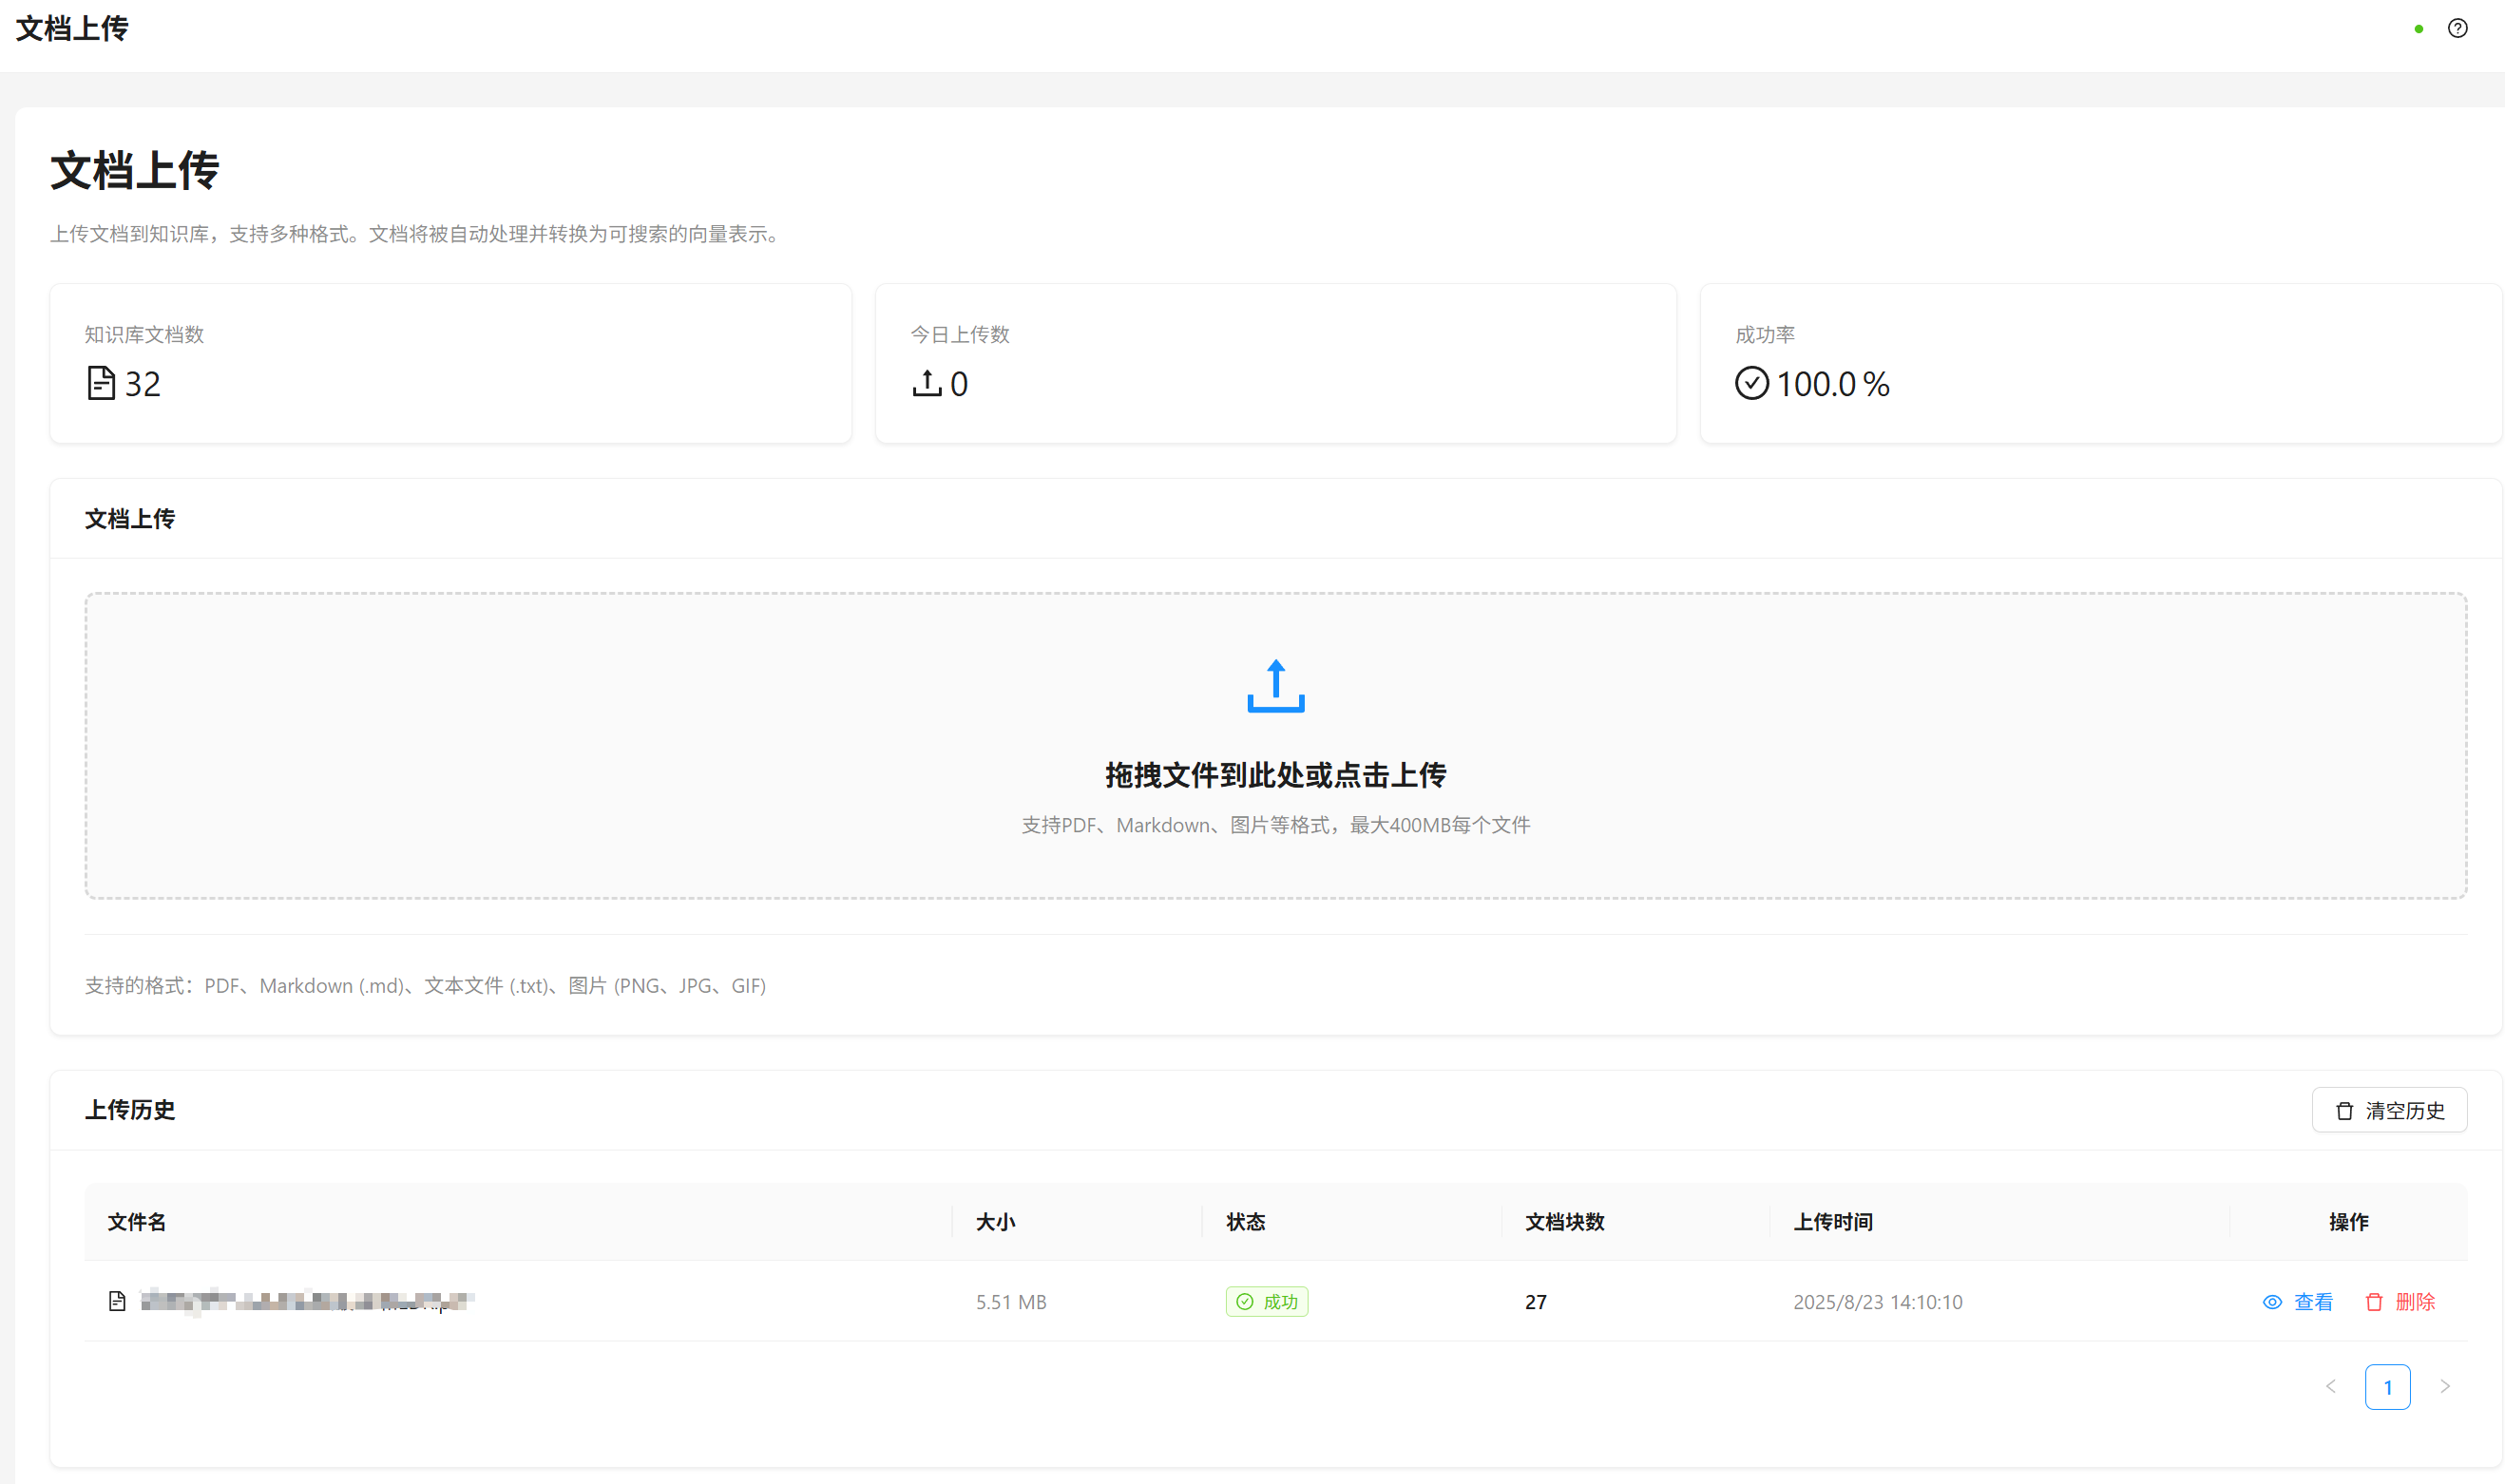 文档上传
文档上传
上传文档到知识库，支持多种格式。文档将被自动处理并转换为可搜索的向量表示。
知识库文档数
32
今日上传数
0
成功率
100.0 %
文档上传
拖拽文件到此处或点击上传
支持PDF、Markdown、图片等格式，最大400MB每个文件
支持的格式：PDF、Markdown (.md)、文本文件 (.txt)、图片 (PNG、JPG、GIF)
上传历史
清空历史
文件名 大小 状态 文档块数 上传时间 操作
5.51 MB 成功 27 2025/8/23 14:10:10 查看 删除
1